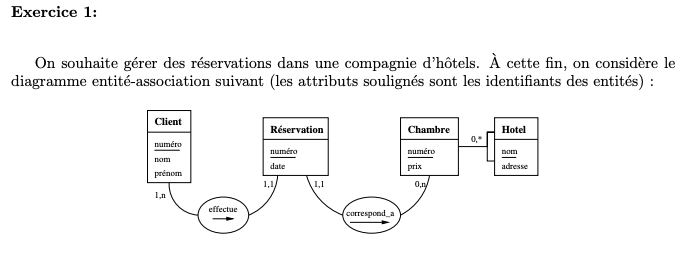 Exercice 1:
On souhaite gérer des réservations dans une compagnie d'hôtels. À cette fin, on considère le
diagramme entité-association suivant (les attributs soulignés sont les identifiants des entités) :
Client
numéro
nom
prénom
1,n
effectue
Réservation
numéro
date
1,1
1,1
correspond_a
Chambre
numéro
prix
0,n
0,*
Hotel
nom
adresse